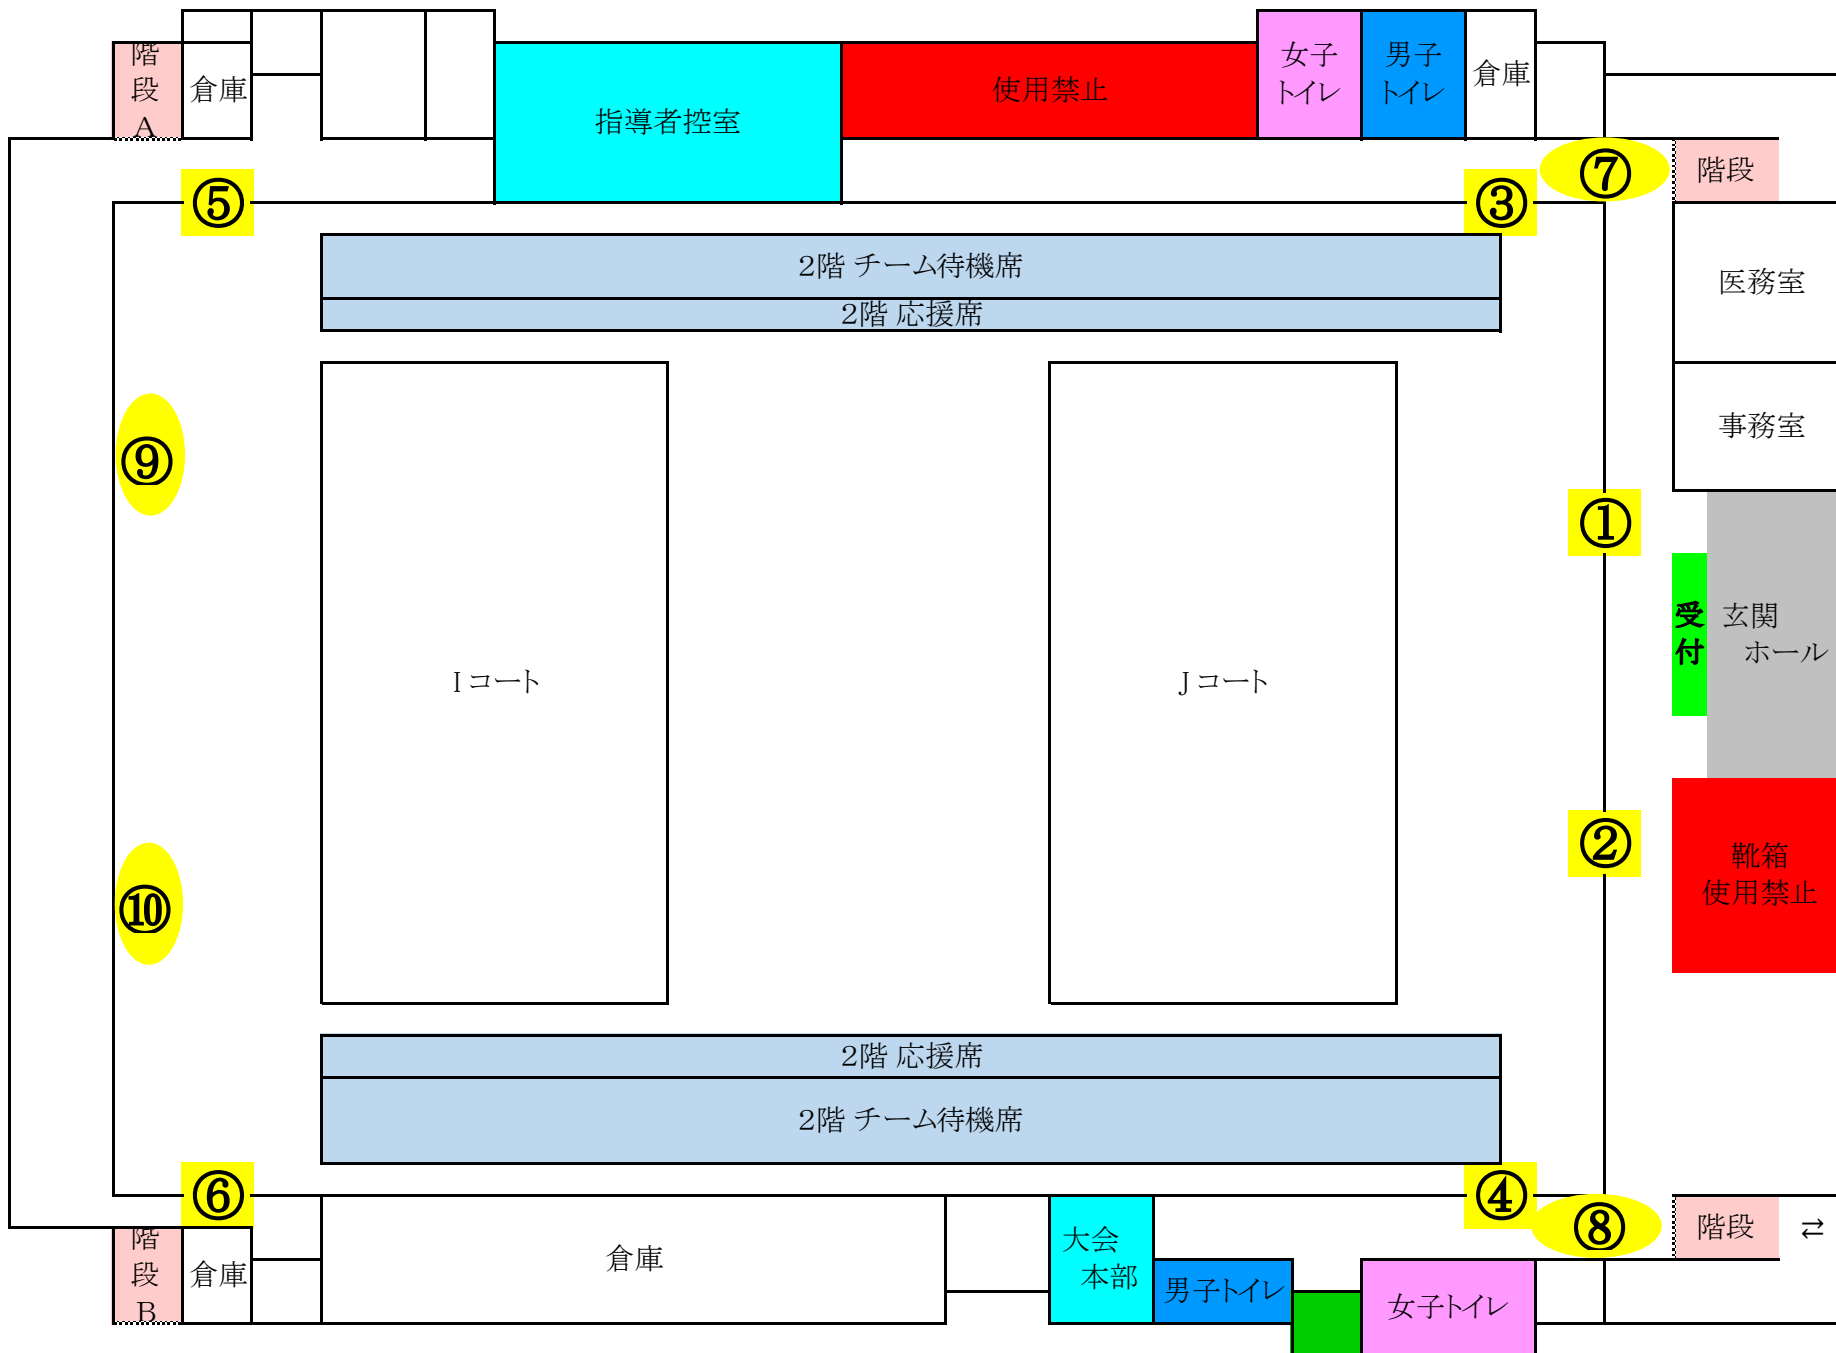 階
段
A
倉庫
指導者控室
使用禁止
女子
トイレ
男子
トイレ
倉庫
⑤
③
⑦
階段
2階 チーム待機席
2階 応援席
医務室
⑨
事務室
①
Iコート
Jコート
受
付
玄関
ホール
②
靴箱
使用禁止
⑩
2階 応援席
2階 チーム待機席
⑥
④
⑧
階段
⇄
階
段
B
倉庫
倉庫
大会
本部
男子トイレ
女子トイレ